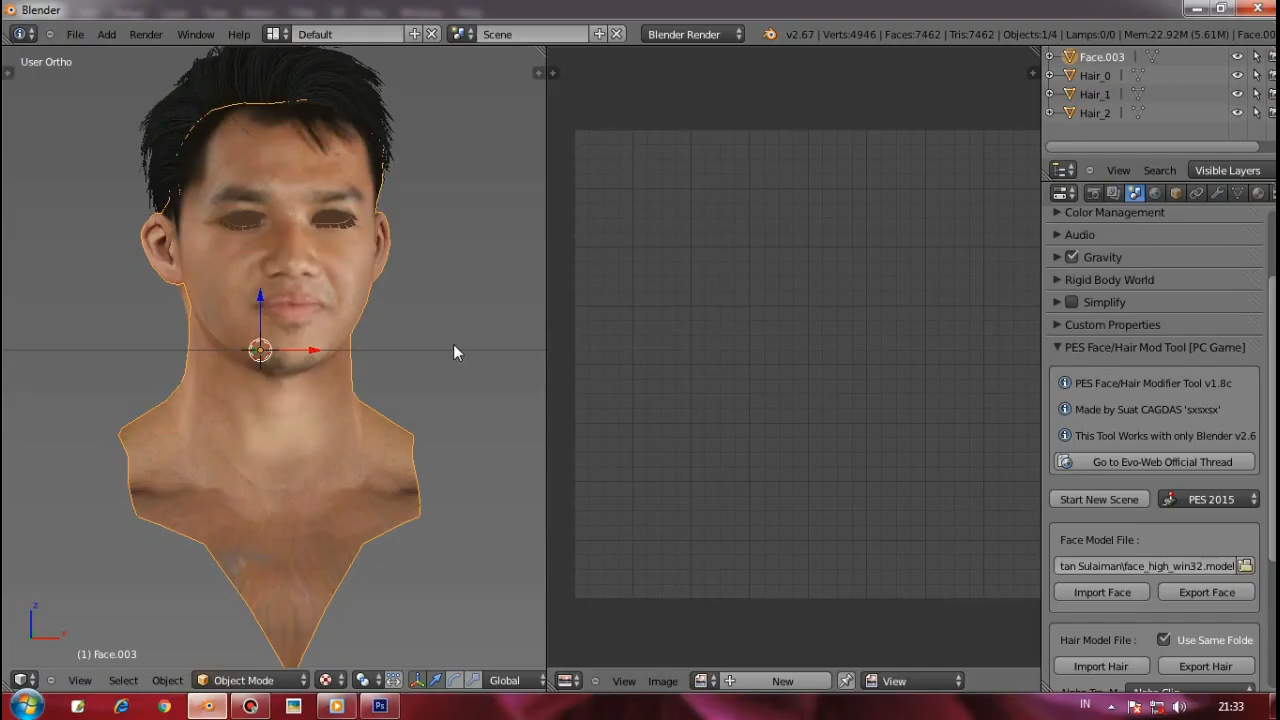 Blender
File Add Render Window Help Default Scene Blender Render v2.67 | Verts:4946 | Faces:7462 | Tris:7462 | Objects:1/4 | Lamps:0/0 | Mem:22.92M (5.61M) | Face.00
User Ortho
Face.003
Hair_0
Hair_1
Hair_2
View Search Visible Layers
Color Management
Audio
Gravity
Rigid Body World
Simplify
Custom Properties
PES Face/Hair Mod Tool [PC Game]
PES Face/Hair Modifier Tool v1.8c
Made by Suat CAGDAS 'sxsxsx'
This Tool Works with only Blender v2.6
Go to Evo-Web Official Thread
Start New Scene PES 2015
Face Model File :
tan Sulaiman\face_high_win32.model
Import Face Export Face
Hair Model File : Use Same Folde
Import Hair Export Hair
z
x
(1) Face.003
View Select Object Object Mode Global View Image New View
Ps IN 21:33